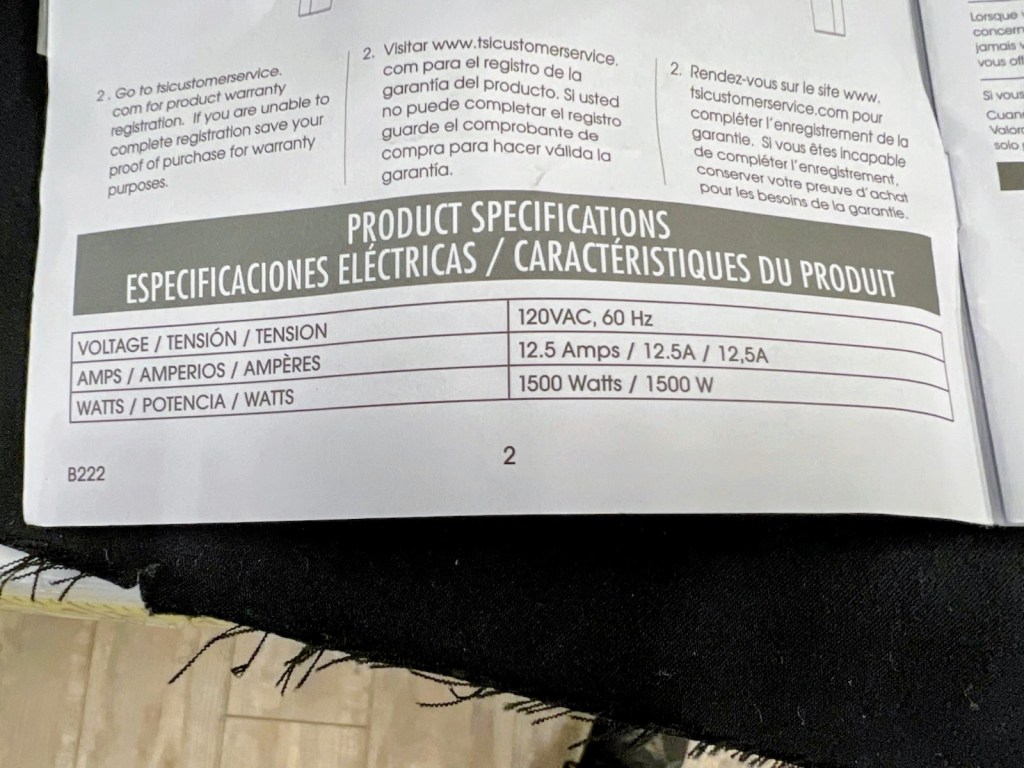 2. Go to tsicustomerservice.
com for product warranty
registration. If you are unable to
complete registration save your
proof of purchase for warranty
purposes.
2. Visitar www.tsicustomerservice.
com para el registro de la
garantía del producto. Si usted
no puede completar el registro
guarde el comprobante de
compra para hacer válida la
garantía.
2. Rendez-vous sur le site www.
tsicustomerservice.com pour
compléter l'enregistrement de la
garantie. Si vous êtes incapable
de compléter l'enregistrement,
conserver votre preuve d'achat
pour les besoins de la garantie.
PRODUCT SPECIFICATIONS
ESPECIFICACIONES ELÉCTRICAS / CARACTÉRISTIQUES DU PRODUIT
VOLTAGE / TENSIÓN / TENSION 120VAC, 60 Hz
AMPS / AMPERIOS / AMPÈRES 12.5 Amps / 12.5A / 12,5A
WATTS / POTENCIA / WATTS 1500 Watts / 1500 W
B222
2
Lorsque
jamais
vous
Si vous
solo